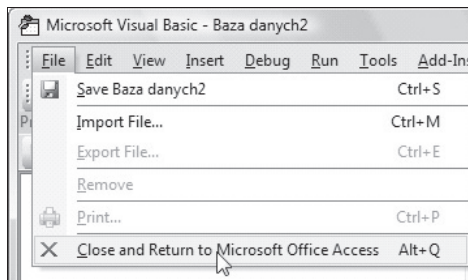 Microsoft Visual Basic - Baza danych2
File Edit View Insert Debug Run Tools Add-Ins
Save Baza danych2 Ctrl+S
Import File... Ctrl+M
Export File... Ctrl+E
Remove
Print... Ctrl+P
Close and Return to Microsoft Office Access Alt+Q